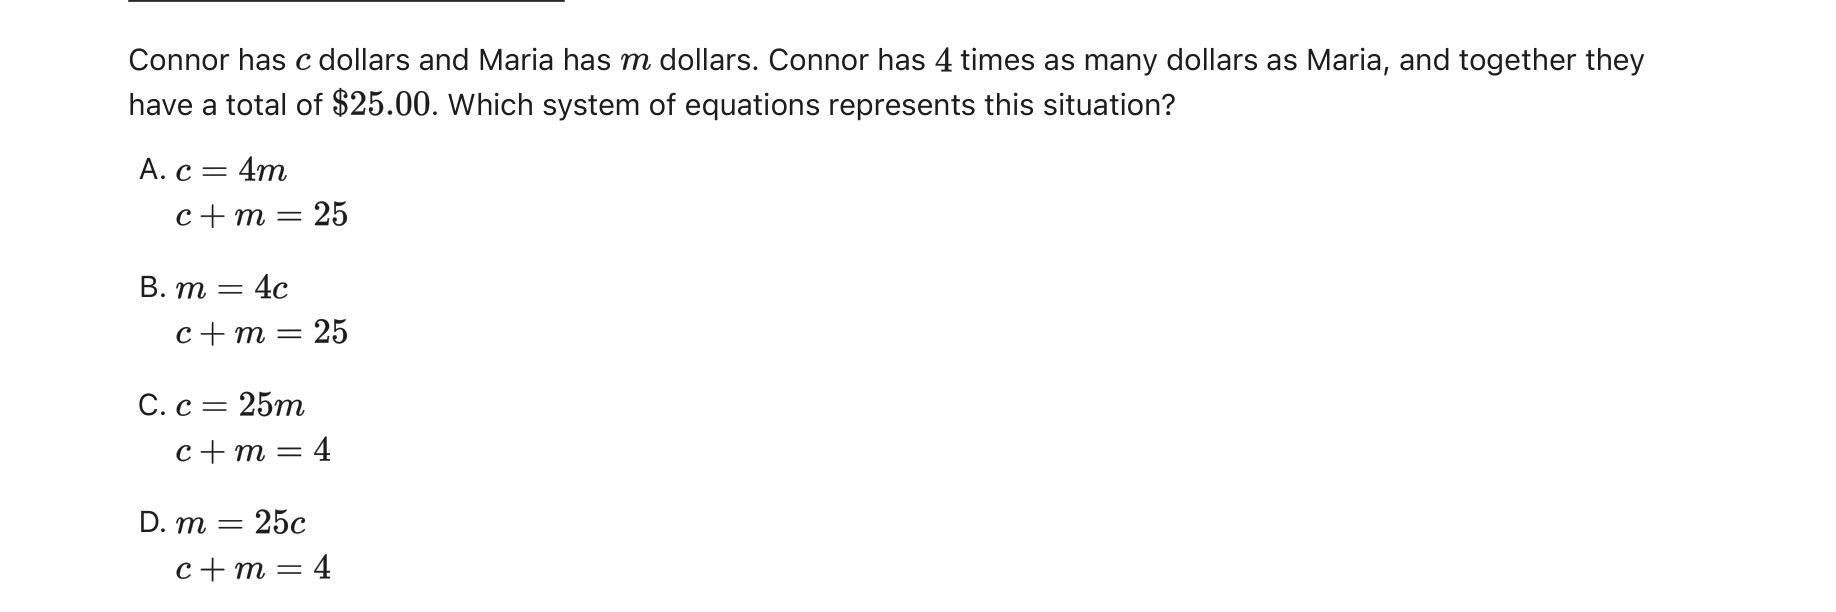 Connor has c dollars and Maria has m dollars. Connor has 4 times as many dollars as Maria, and together they
have a total of $25.00. Which system of equations represents this situation?
A. c = 4m
c + m = 25
B. m = 4c
c + m = 25
C. c = 25m
c + m = 4
D. m = 25c
c + m = 4